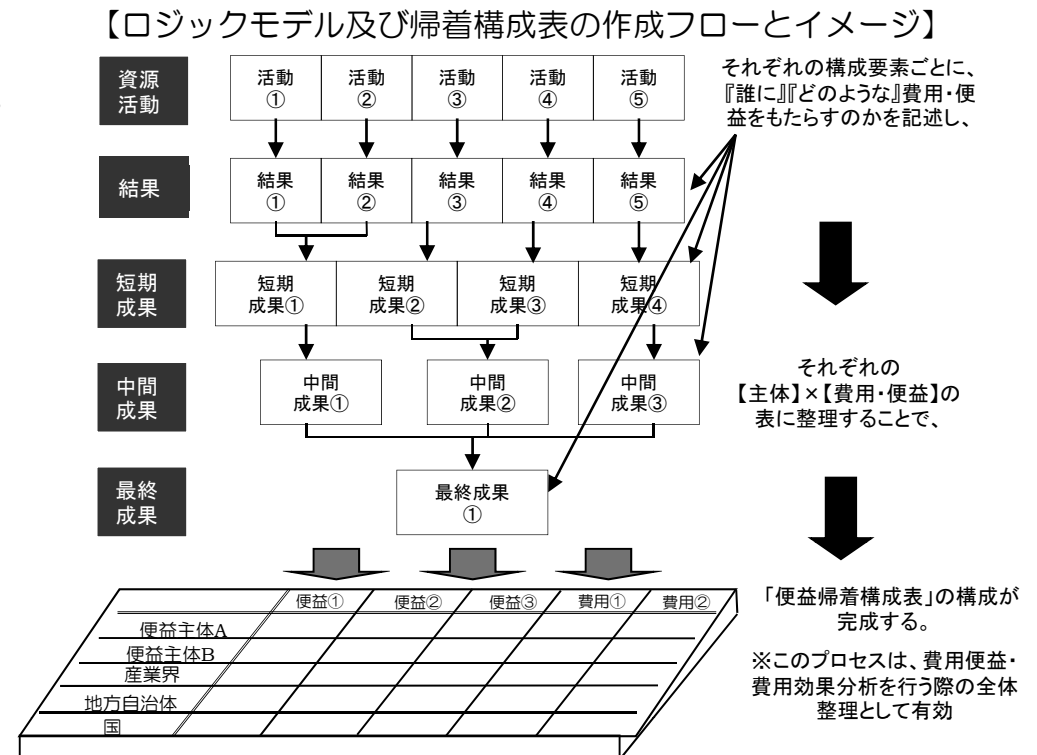 【ロジックモデル及び帰着構成表の作成フローとイメージ】
資源
活動
活動
①
活動
②
活動
③
活動
④
活動
⑤
それぞれの構成要素ごとに、
『誰に』『どのような』費用・便
益をもたらすのかを記述し、
結果
結果
①
結果
②
結果
③
結果
④
結果
⑤
短期
成果
短期
成果①
短期
成果②
短期
成果③
短期
成果④
中間
成果
中間
成果①
中間
成果②
中間
成果③
それぞれの
【主体】×【費用・便益】の
表に整理することで、
最終
成果
最終成果
①
便益①
便益②
便益③
費用①
費用②
便益主体A
便益主体B
産業界
地方自治体
国
「便益帰着構成表」の構成が
完成する。
※このプロセスは、費用便益・
費用効果分析を行う際の全体
整理として有効